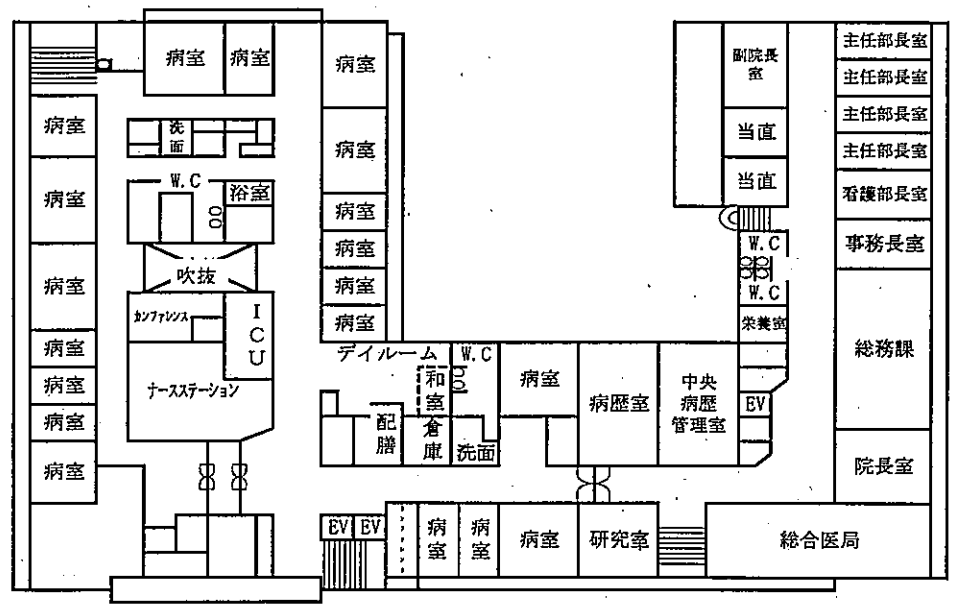 病室
病室
病室
病室
洗面
病室
W.C
浴室
病室
病室
病室
吹抜
病室
病室
病室
カンファレンス
ICU
病室
病室
ナースステーション
病室
病室
デイルーム
W.C
和室
配膳
倉庫
洗面
病室
病歴室
中央
病歴
管理室
EV
EV
病室
病室
病室
研究室
総合医局
副院長
室
当直
当直
W.C
W.C
栄養室
EV
主任部長室
主任部長室
主任部長室
主任部長室
看護部長室
事務長室
総務課
院長室